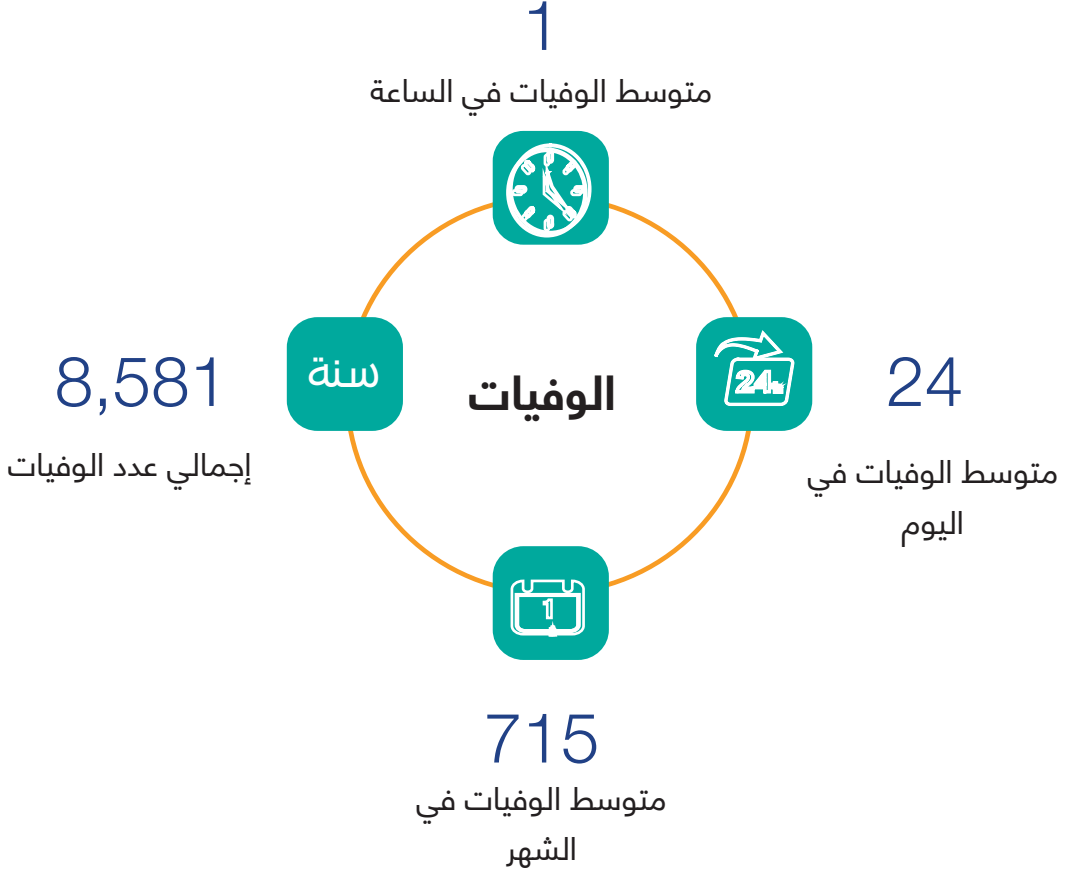 1
متوسط الوفيات في الساعة
24
متوسط الوفيات في
اليوم
24
سنة
8,581
إجمالي عدد الوفيات
الوفيات
1
715
متوسط الوفيات في
الشهر